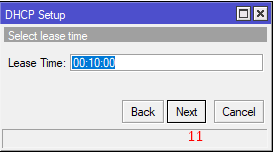 DHCP Setup
Select lease time
Lease Time: 00:10:00
Back Next Cancel
11